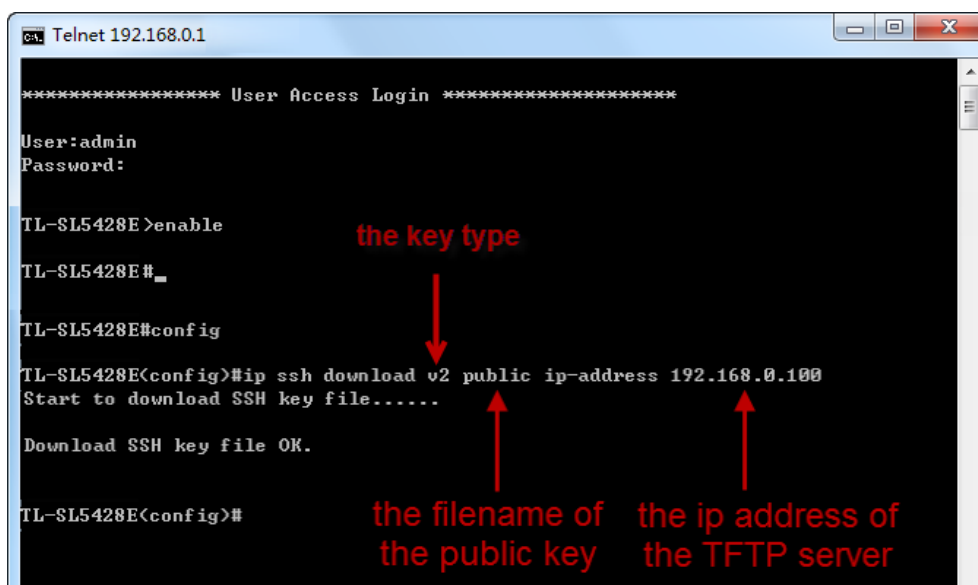 Telnet 192.168.0.1
***************** User Access Login ********************
User:admin
Password:
TL-SL5428E>enable
the key type
TL-SL5428E#_
TL-SL5428E#config
TL-SL5428E(config)#ip ssh download v2 public ip-address 192.168.0.100
Start to download SSH key file......
Download SSH key file OK.
TL-SL5428E(config)#
the filename of
the public key
the ip address of
the TFTP server